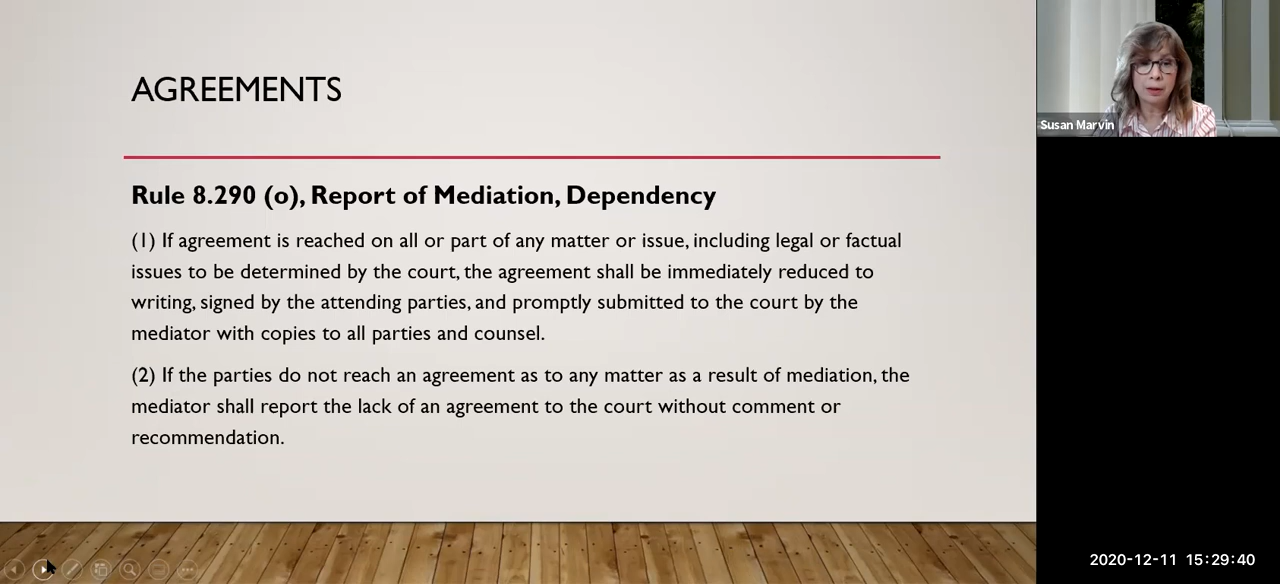 AGREEMENTS
Rule 8.290 (o), Report of Mediation, Dependency
(1) If agreement is reached on all or part of any matter or issue, including legal or factual
issues to be determined by the court, the agreement shall be immediately reduced to
writing, signed by the attending parties, and promptly submitted to the court by the
mediator with copies to all parties and counsel.
(2) If the parties do not reach an agreement as to any matter as a result of mediation, the
mediator shall report the lack of an agreement to the court without comment or
recommendation.
Susan Marvin
2020-12-11 15:29:40